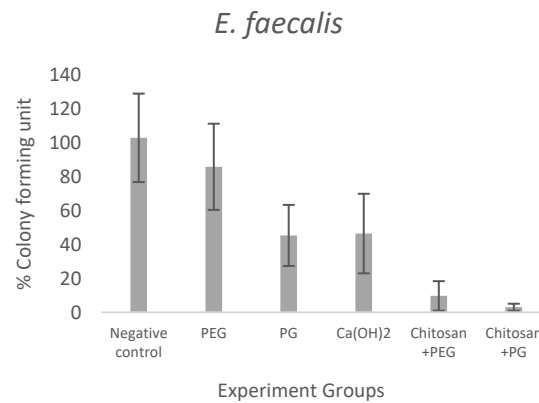 E. faecalis
140
120
100
80
60
40
20
0
% Colony forming unit
Negative control
PEG
PG
Ca(OH)2
Chitosan +PEG
Chitosan +PG
Experiment Groups